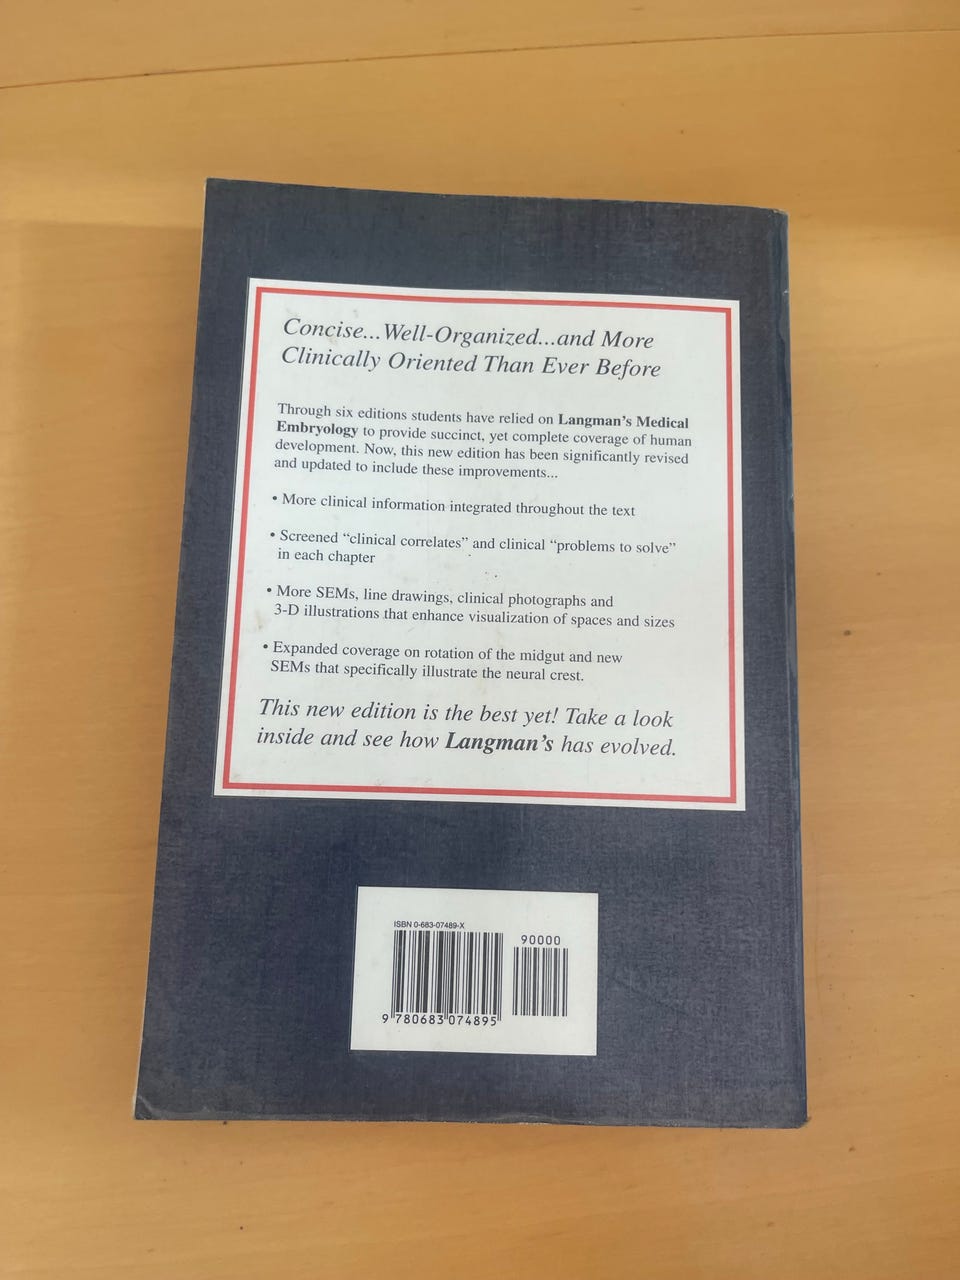 Concise...Well-Organized...and More
Clinically Oriented Than Ever Before
Through six editions students have relied on Langman's Medical
Embryology to provide succinct, yet complete coverage of human
development. Now, this new edition has been significantly revised
and updated to include these improvements...
• More clinical information integrated throughout the text
• Screened “clinical correlates” and clinical “problems to solve”
in each chapter
• More SEMs, line drawings, clinical photographs and
3-D illustrations that enhance visualization of spaces and sizes
• Expanded coverage on rotation of the midgut and new
SEMs that specifically illustrate the neural crest.
This new edition is the best yet! Take a look
inside and see how Langman's has evolved.
ISBN 0-683-07489-X
90000
9 780683 074895